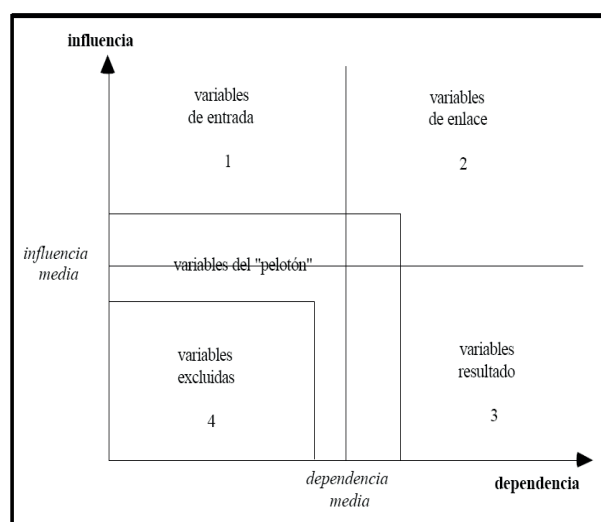 influencia
variables
de entrada
1
variables
de enlace
2
influencia
media
variables del "pelotón"
variables
excluidas
4
variables
resultado
3
dependencia
media
dependencia